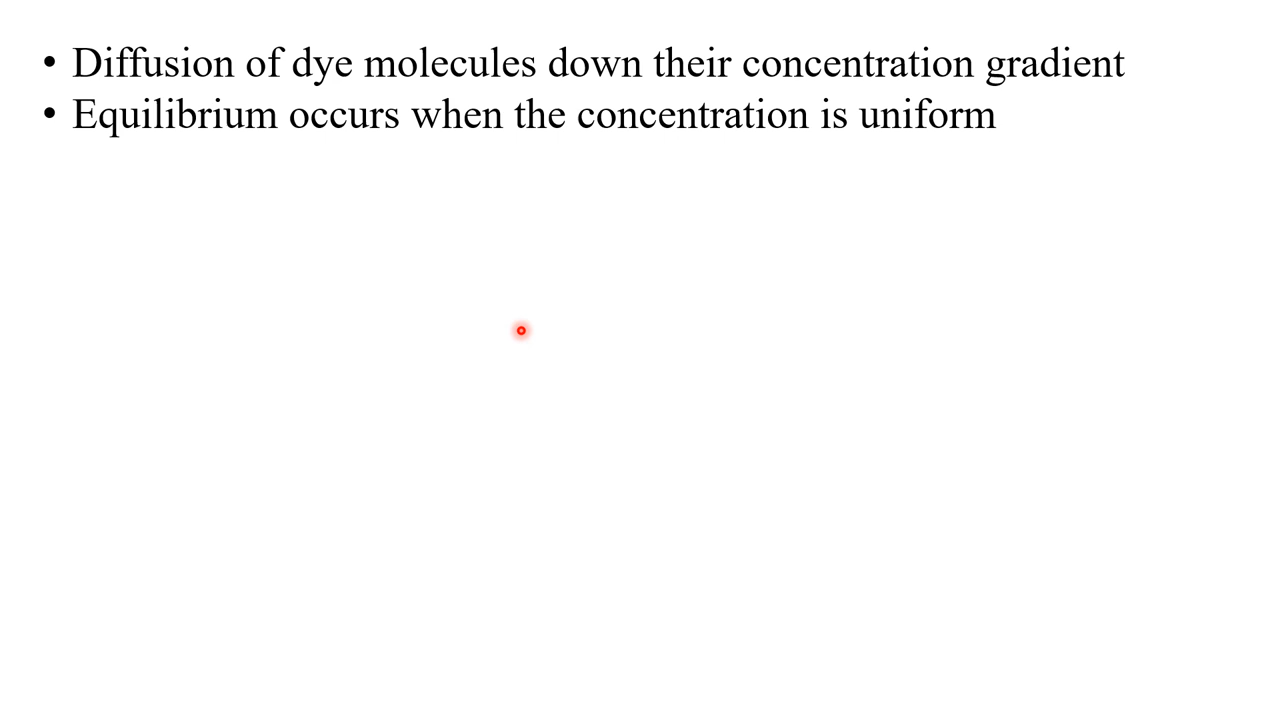 • Diffusion of dye molecules down their concentration gradient
• Equilibrium occurs when the concentration is uniform